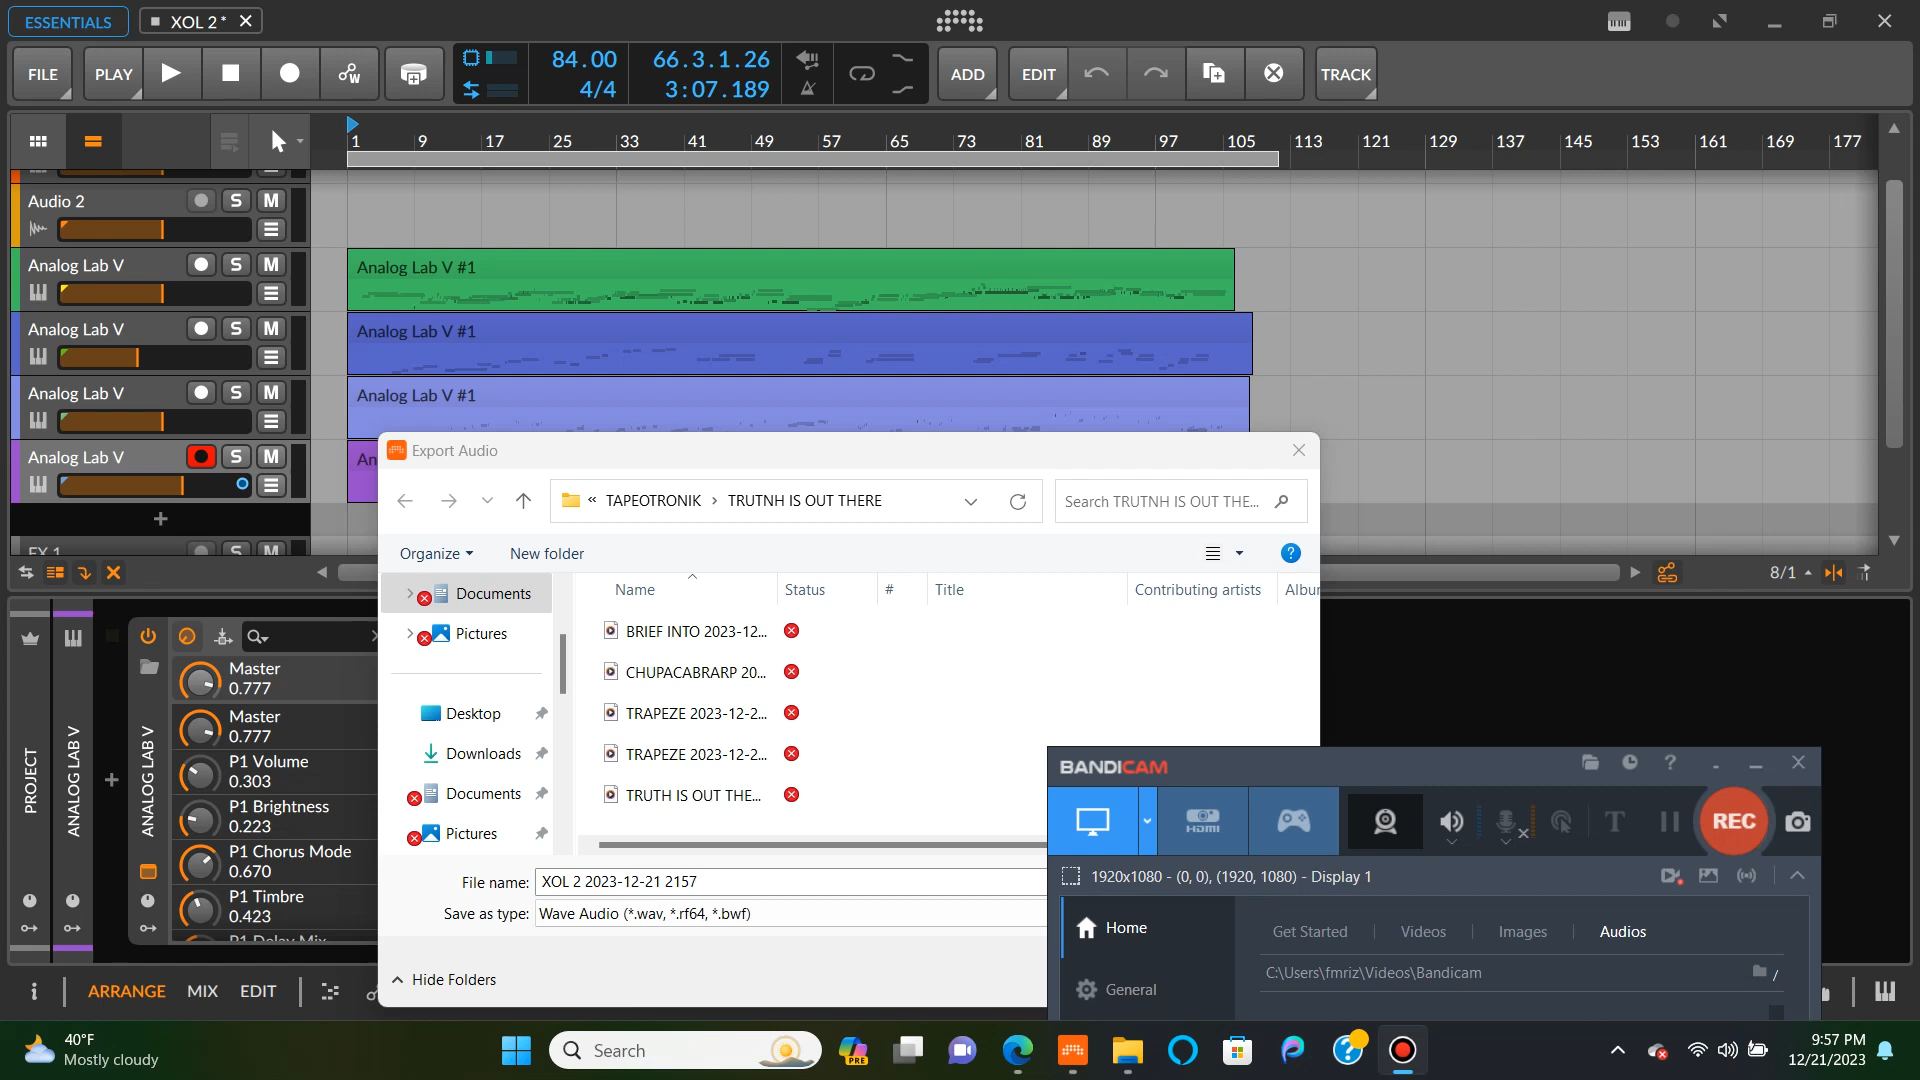 ESSENTIALS
XOL 2 *
FILE
PLAY
84.00
4/4
66.3.1.26
3:07.189
ADD
EDIT
TRACK
1 9 17 25 33 41 49 57 65 73 81 89 97 105 113 121 129 137 145 153 161 169 177
Audio 2
S M
Analog Lab V
S M
Analog Lab V #1
Analog Lab V
S M
Analog Lab V #1
Analog Lab V
S M
Analog Lab V #1
Analog Lab V
S M
An
FX 1
S M
8/1
Export Audio
« TAPEOTRONIK › TRUTNH IS OUT THERE
Search TRUTNH IS OUT THE...
Organize
New folder
Name
Status
#
Title
Contributing artists
Albu
Documents
Pictures
Desktop
Downloads
Documents
Pictures
BRIEF INTO 2023-12...
CHUPACABRARP 20...
TRAPEZE 2023-12-2...
TRAPEZE 2023-12-2...
TRUTH IS OUT THE...
File name: XOL 2 2023-12-21 2157
Save as type: Wave Audio (*.wav, *.rf64, *.bwf)
Hide Folders
PROJECT
ANALOG LAB V
ANALOG LAB V
Master
0.777
Master
0.777
P1 Volume
0.303
P1 Brightness
0.223
P1 Chorus Mode
0.670
P1 Timbre
0.423
P1 Delay Mix
BANDICAM
HDMI
REC
1920x1080 - (0, 0), (1920, 1080) - Display 1
Home
General
Get Started
Videos
Images
Audios
C:\Users\fmriz\Videos\Bandicam
ARRANGE
MIX
EDIT
40°F
Mostly cloudy
Search
PRE
9:57 PM
12/21/2023